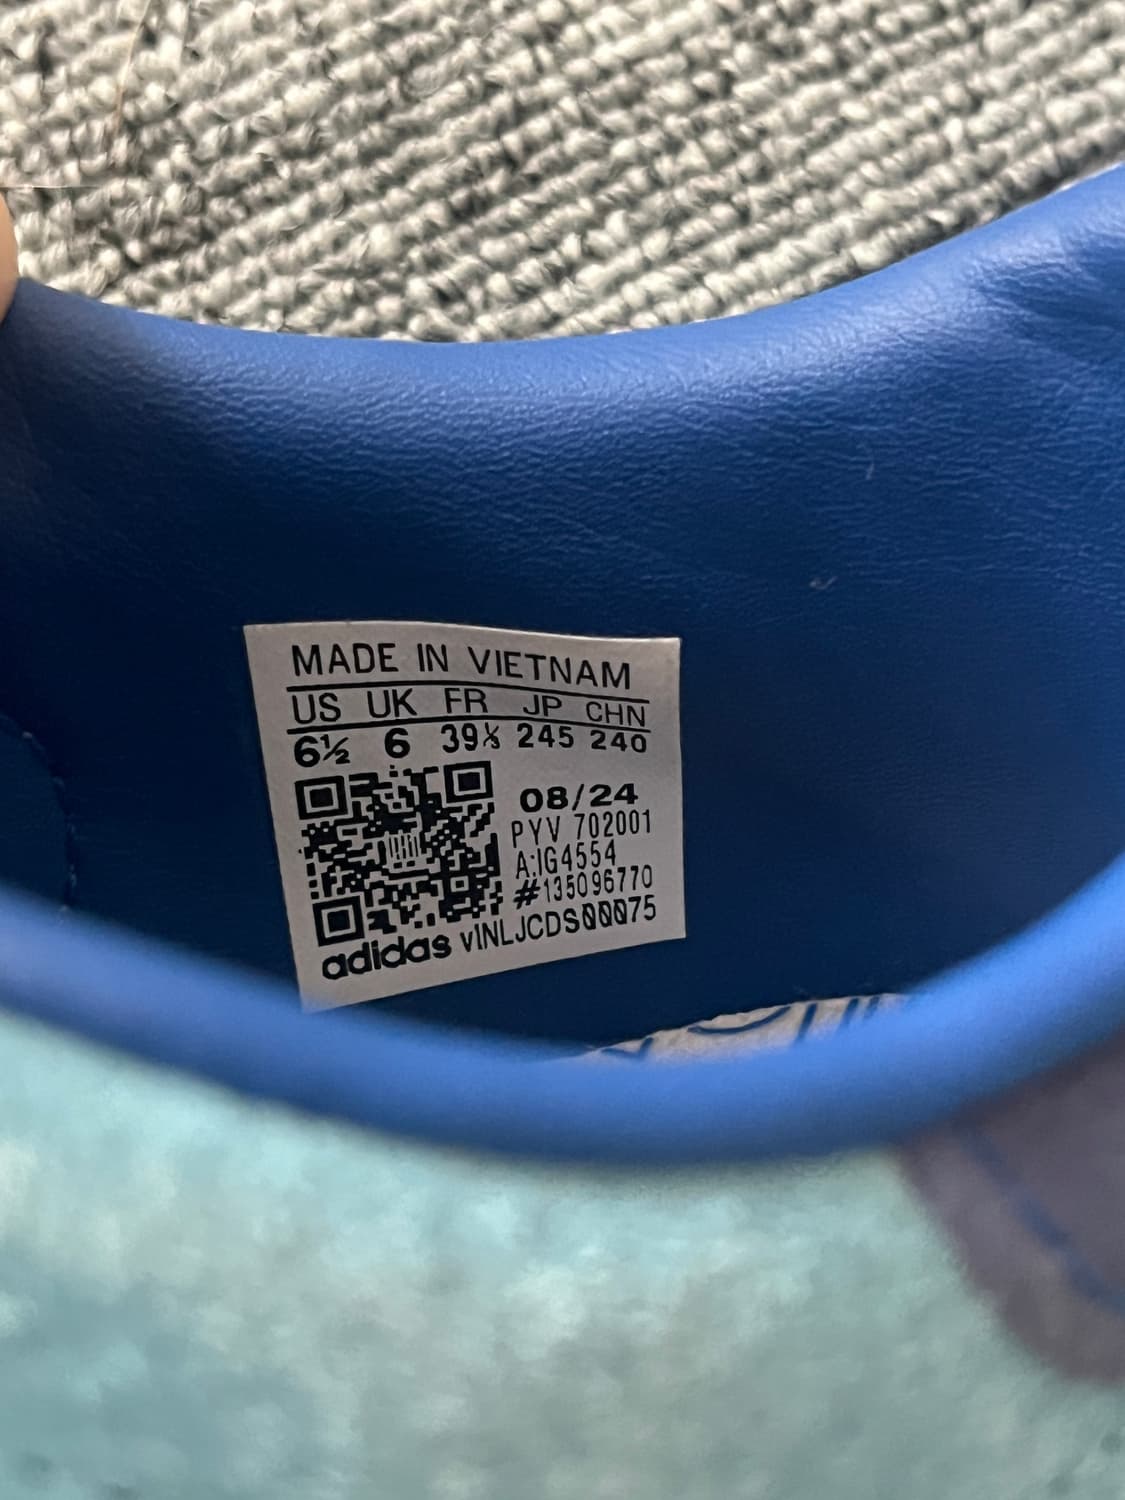 MADE IN VIETNAM
US UK FR JP CHN
6½ 6 39⅓ 245 240
08/24
PYV 702001
A:IG4554
#135096770
adidas v1NLJCDS00075